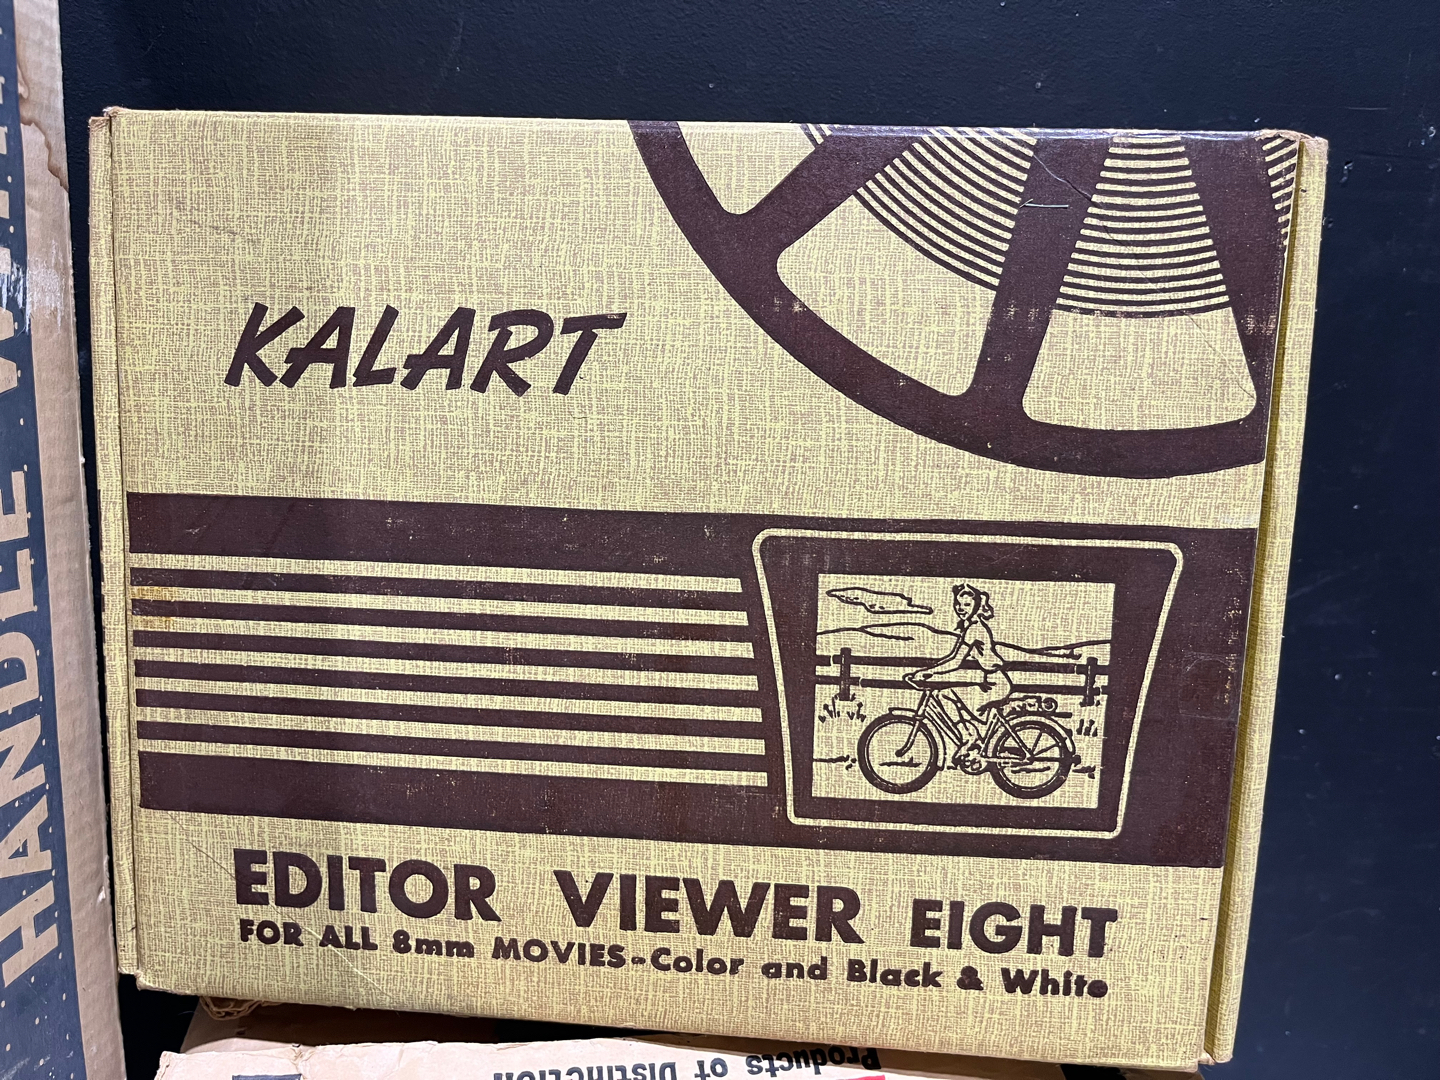 KALART
EDITOR VIEWER EIGHT
FOR ALL 8mm MOVIES-Color and Black & White
HANDLE
Products of Distinction